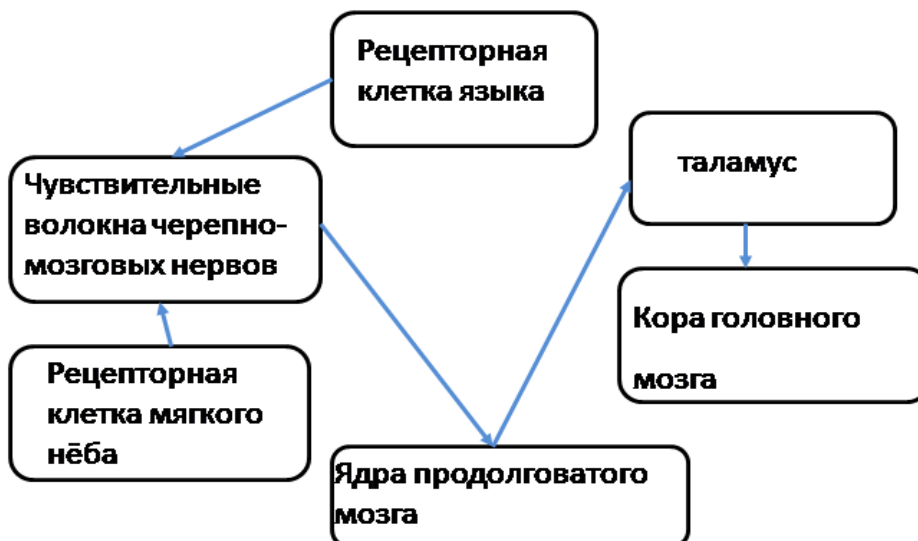 Рецепторная
клетка языка
таламус
Чувствительные
волокна черепно-
мозговых нервов
Кора головного
мозга
Рецепторная
клетка мягкого
нёба
Ядра продолговатого
мозга